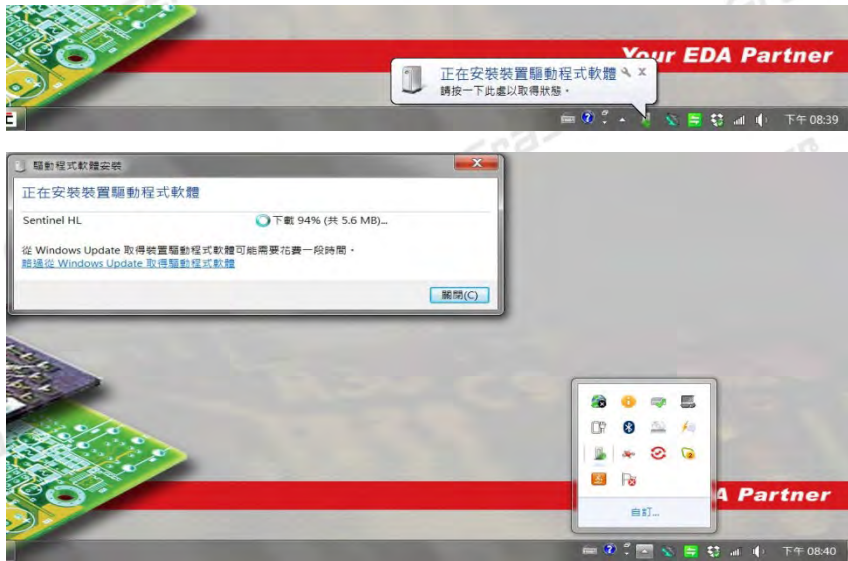 Your EDA Partner
正在安裝裝置驅動程式軟體
請按一下此處以取得狀態。
下午 08:39
驅動程式軟體安裝
正在安裝裝置驅動程式軟體
Sentinel HL
下載 94% (共 5.6 MB)...
從 Windows Update 取得裝置驅動程式軟體可能需要花費一段時間。
略過從 Windows Update 取得驅動程式軟體
關閉(C)
A Partner
自訂...
下午 08:40